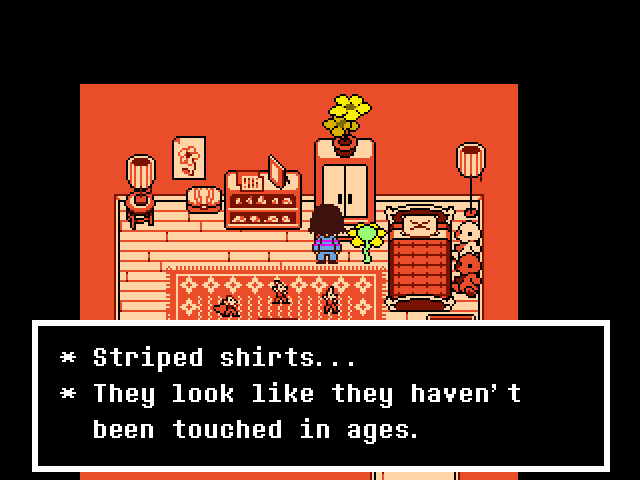 * Striped shirts...
* They look like they haven't
been touched in ages.